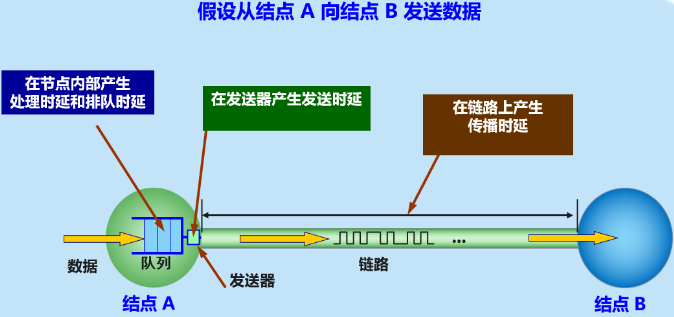 假设从结点 A 向结点 B 发送数据
在节点内部产生
处理时延和排队时延
在发送器产生发送时延
在链路上产生
传播时延
数据
队列
发送器
链路
...
结点 A
结点 B